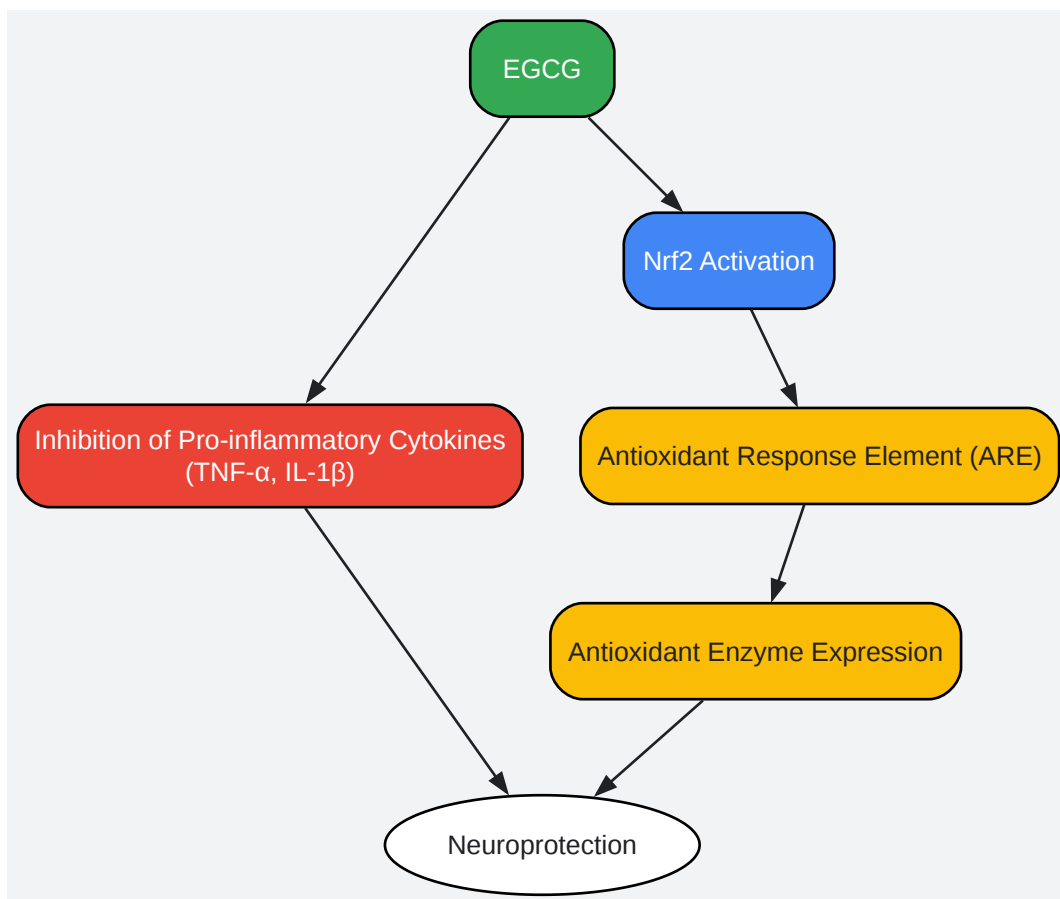 EGCG
Nrf2 Activation
Inhibition of Pro-inflammatory Cytokines
(TNF-α, IL-1β)
Antioxidant Response Element (ARE)
Antioxidant Enzyme Expression
Neuroprotection